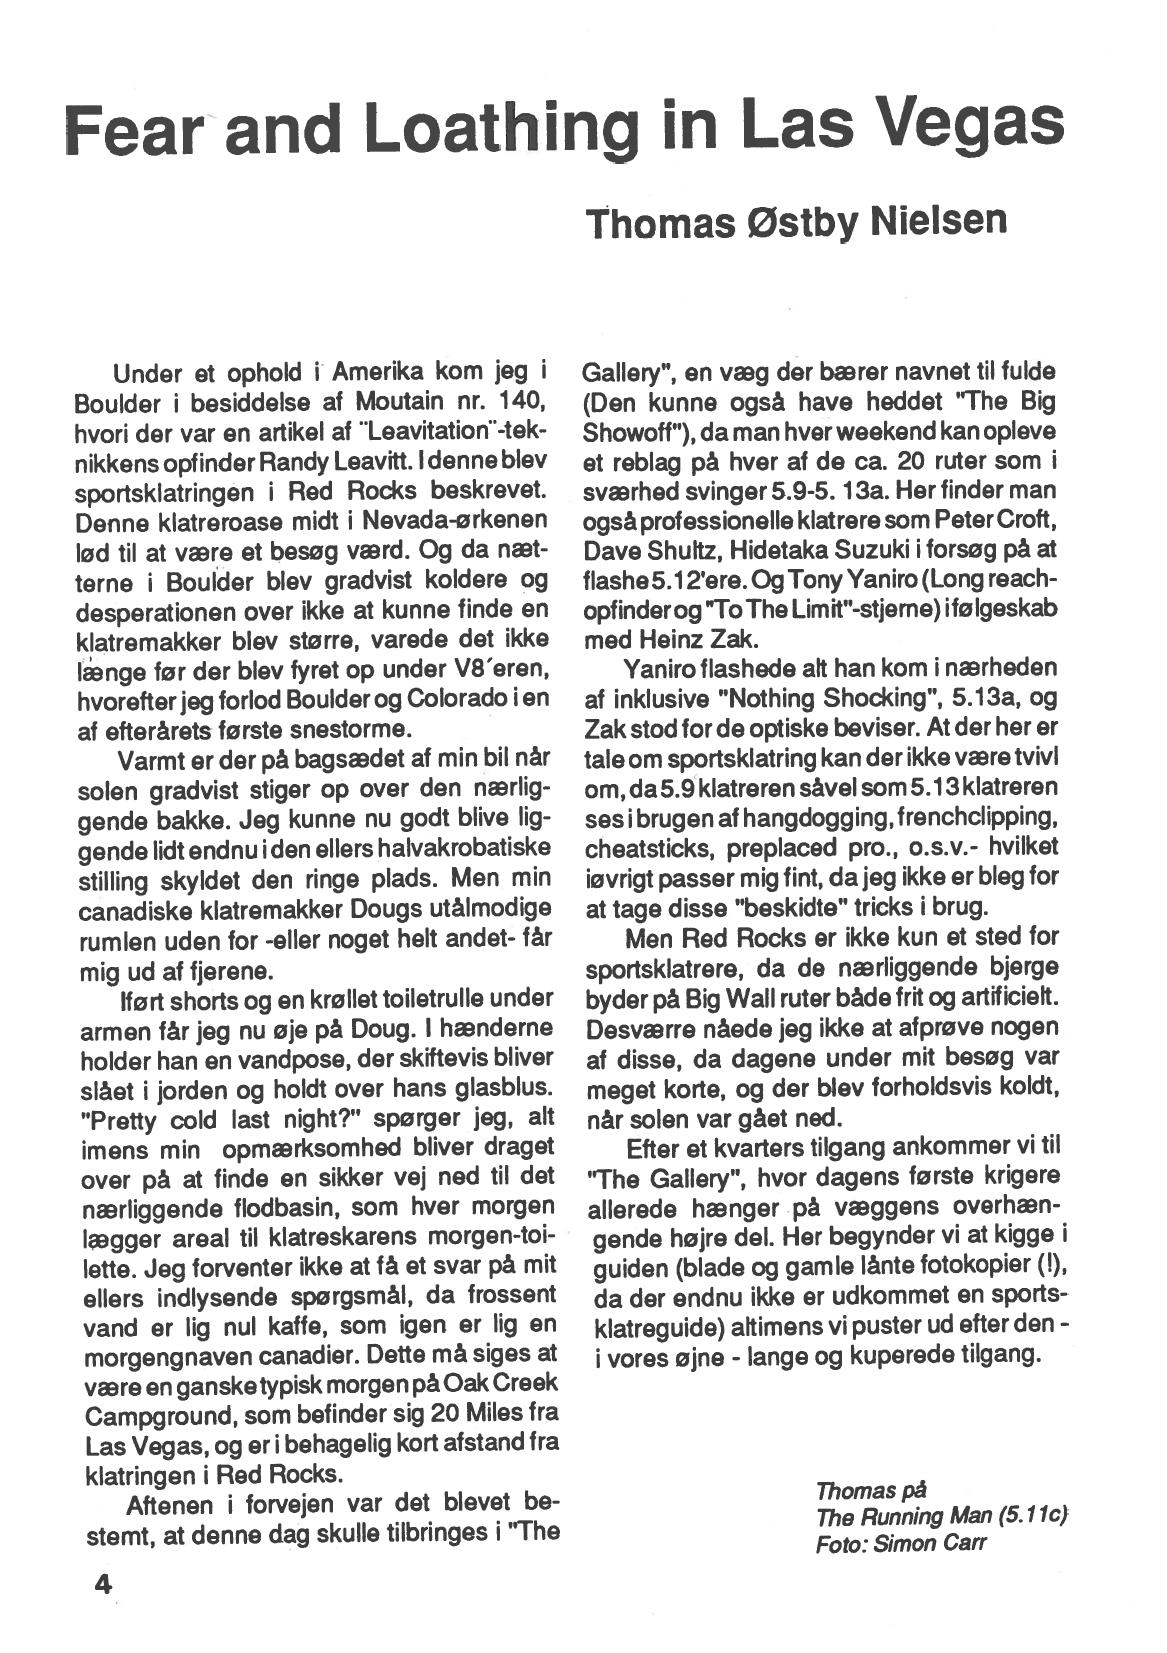 Fear and Loathing in Las Vegas
Thomas Østby Nielsen
Under et ophold i Amerika kom jeg i
Boulder i besiddelse af Moutain nr. 140,
hvori der var en artikel af "Leavitation"-tek-
nikkens opfinder Randy Leavitt. I denne blev
sportsklatringen i Red Rocks beskrevet.
Denne klatreroase midt i Nevada-ørkenen
lød til at være et besøg værd. Og da næt-
terne i Boulder blev gradvist koldere og
desperationen over ikke at kunne finde en
klatremakker blev større, varede det ikke
længe før der blev fyret op under V8´eren,
hvorefter jeg forlod Boulder og Colorado i en
af efterårets første snestorme.
Varmt er der på bagsædet af min bil når
solen gradvist stiger op over den nærlig-
gende bakke. Jeg kunne nu godt blive lig-
gende lidt endnu i den ellers halvakrobatiske
stilling skyldet den ringe plads. Men min
canadiske klatremakker Dougs utålmodige
rumlen uden for -eller noget helt andet- får
mig ud af fjerene.
Iført shorts og en krøllet toiletrulle under
armen får jeg nu øje på Doug. I hænderne
holder han en vandpose, der skiftevis bliver
slået i jorden og holdt over hans glasblus.
"Pretty cold last night?" spørger jeg, alt
imens min opmærksomhed bliver draget
over på at finde en sikker vej ned til det
nærliggende flodbasin, som hver morgen
lægger areal til klatreskarens morgen-toi-
lette. Jeg forventer ikke at få et svar på mit
ellers indlysende spørgsmål, da frossent
vand er lig nul kaffe, som igen er lig en
morgengnaven canadier. Dette må siges at
være en ganske typisk morgen på Oak Creek
Campground, som befinder sig 20 Miles fra
Las Vegas, og er i behagelig kort afstand fra
klatringen i Red Rocks.
Aftenen i forvejen var det blevet be-
stemt, at denne dag skulle tilbringes i "The
Gallery", en væg der bærer navnet til fulde
(Den kunne også have heddet "The Big
Showoff"), da man hver weekend kan opleve
et reblag på hver af de ca. 20 ruter som i
sværhed svinger 5.9-5. 13a. Her finder man
også professionelle klatrere som Peter Croft,
Dave Shultz, Hidetaka Suzuki i forsøg på at
flashe 5.12'ere. Og Tony Yaniro (Long reach-
opfinder og "To The Limit"-stjerne) i følgeskab
med Heinz Zak.
Yaniro flashede alt han kom i nærheden
af inklusive "Nothing Shocking", 5.13a, og
Zak stod for de optiske beviser. At der her er
tale om sportsklatring kan der ikke være tvivl
om, da 5.9 klatreren såvel som 5.13 klatreren
ses i brugen af hangdogging, frenchclipping,
cheatsticks, preplaced pro., o.s.v.- hvilket
iøvrigt passer mig fint, da jeg ikke er bleg for
at tage disse "beskidte" tricks i brug.
Men Red Rocks er ikke kun et sted for
sportsklatrere, da de nærliggende bjerge
byder på Big Wall ruter både frit og artificielt.
Desværre nåede jeg ikke at afprøve nogen
af disse, da dagene under mit besøg var
meget korte, og der blev forholdsvis koldt,
når solen var gået ned.
Efter et kvarters tilgang ankommer vi til
"The Gallery", hvor dagens første krigere
allerede hænger på væggens overhæn-
gende højre del. Her begynder vi at kigge i
guiden (blade og gamle lånte fotokopier (!),
da der endnu ikke er udkommet en sports-
klatreguide) altimens vi puster ud efter den -
i vores øjne - lange og kuperede tilgang.
Thomas på
The Running Man (5.11c)
Foto: Simon Carr
4